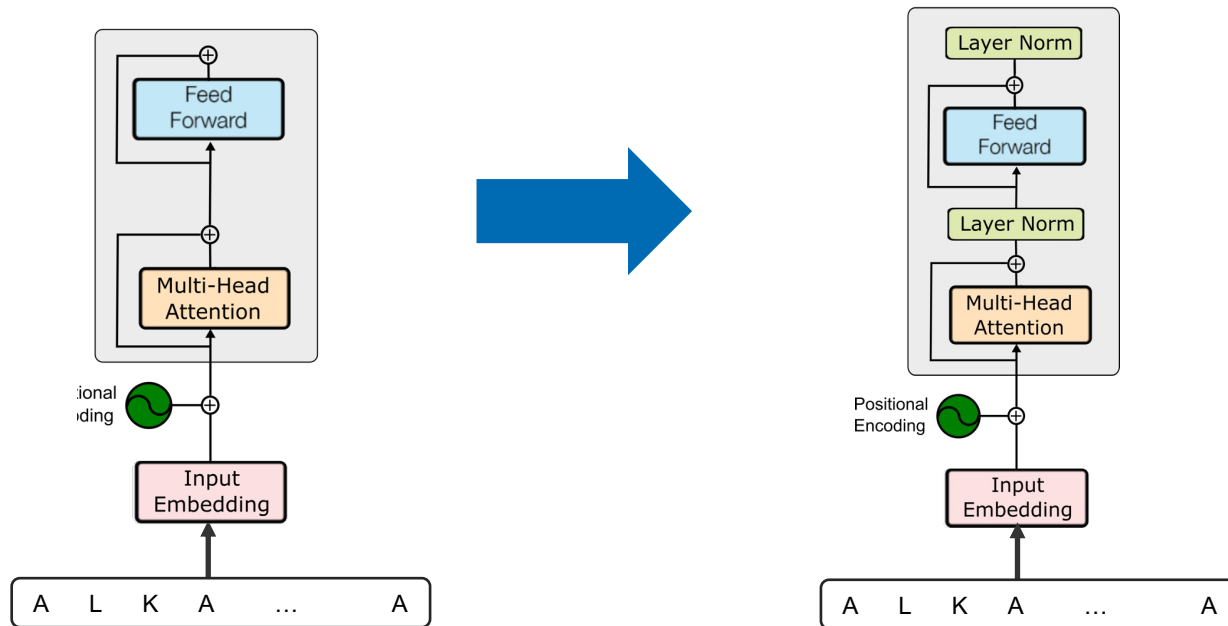 Feed
Forward
Multi-Head
Attention
tional
oding
Input
Embedding
A L K A ... A
Layer Norm
Feed
Forward
Layer Norm
Multi-Head
Attention
Positional
Encoding
Input
Embedding
A L K A ... A